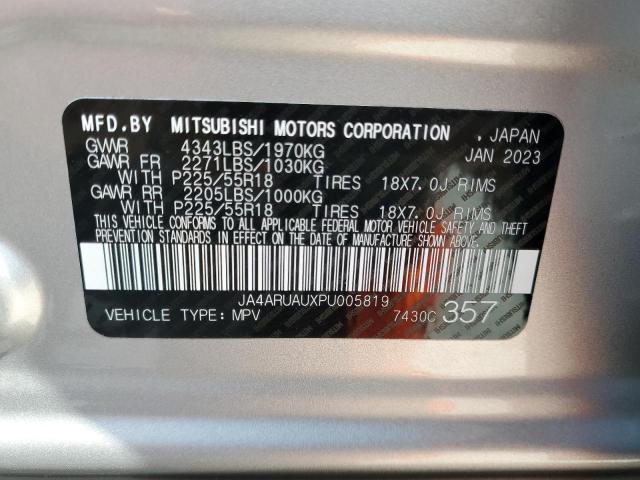 MFD.BY MITSUBISHI MOTORS CORPORATION , JAPAN
GVWR 4343LBS/1970KG JAN 2023
GAWR FR 2271LBS/1030KG
WITH P225/55R18 TIRES 18X7.0J RIMS
GAWR RR 2205LBS/1000KG
WITH P225/55R18 TIRES 18X7.0J RIMS
THIS VEHICLE CONFORMS TO ALL APPLICABLE FEDERAL MOTOR VEHICLE SAFETY AND THEFT
PREVENTION STANDARDS IN EFFECT ON THE DATE OF MANUFACTURE SHOWN ABOVE.
JA4ARUAUXPU005819
VEHICLE TYPE: MPV 7430C 357